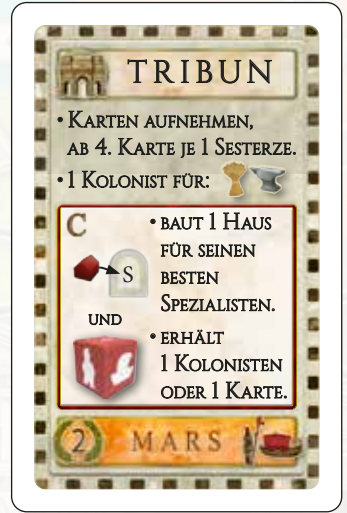 TRIBUN
• KARTEN AUFNEHMEN,
AB 4. KARTE JE 1 SESTERZE.
• 1 KOLONIST FÜR:
C
S
UND
• BAUT 1 HAUS
FÜR SEINEN
BESTEN
SPEZIALISTEN.
• ERHÄLT
1 KOLONISTEN
ODER 1 KARTE.
2 MARS